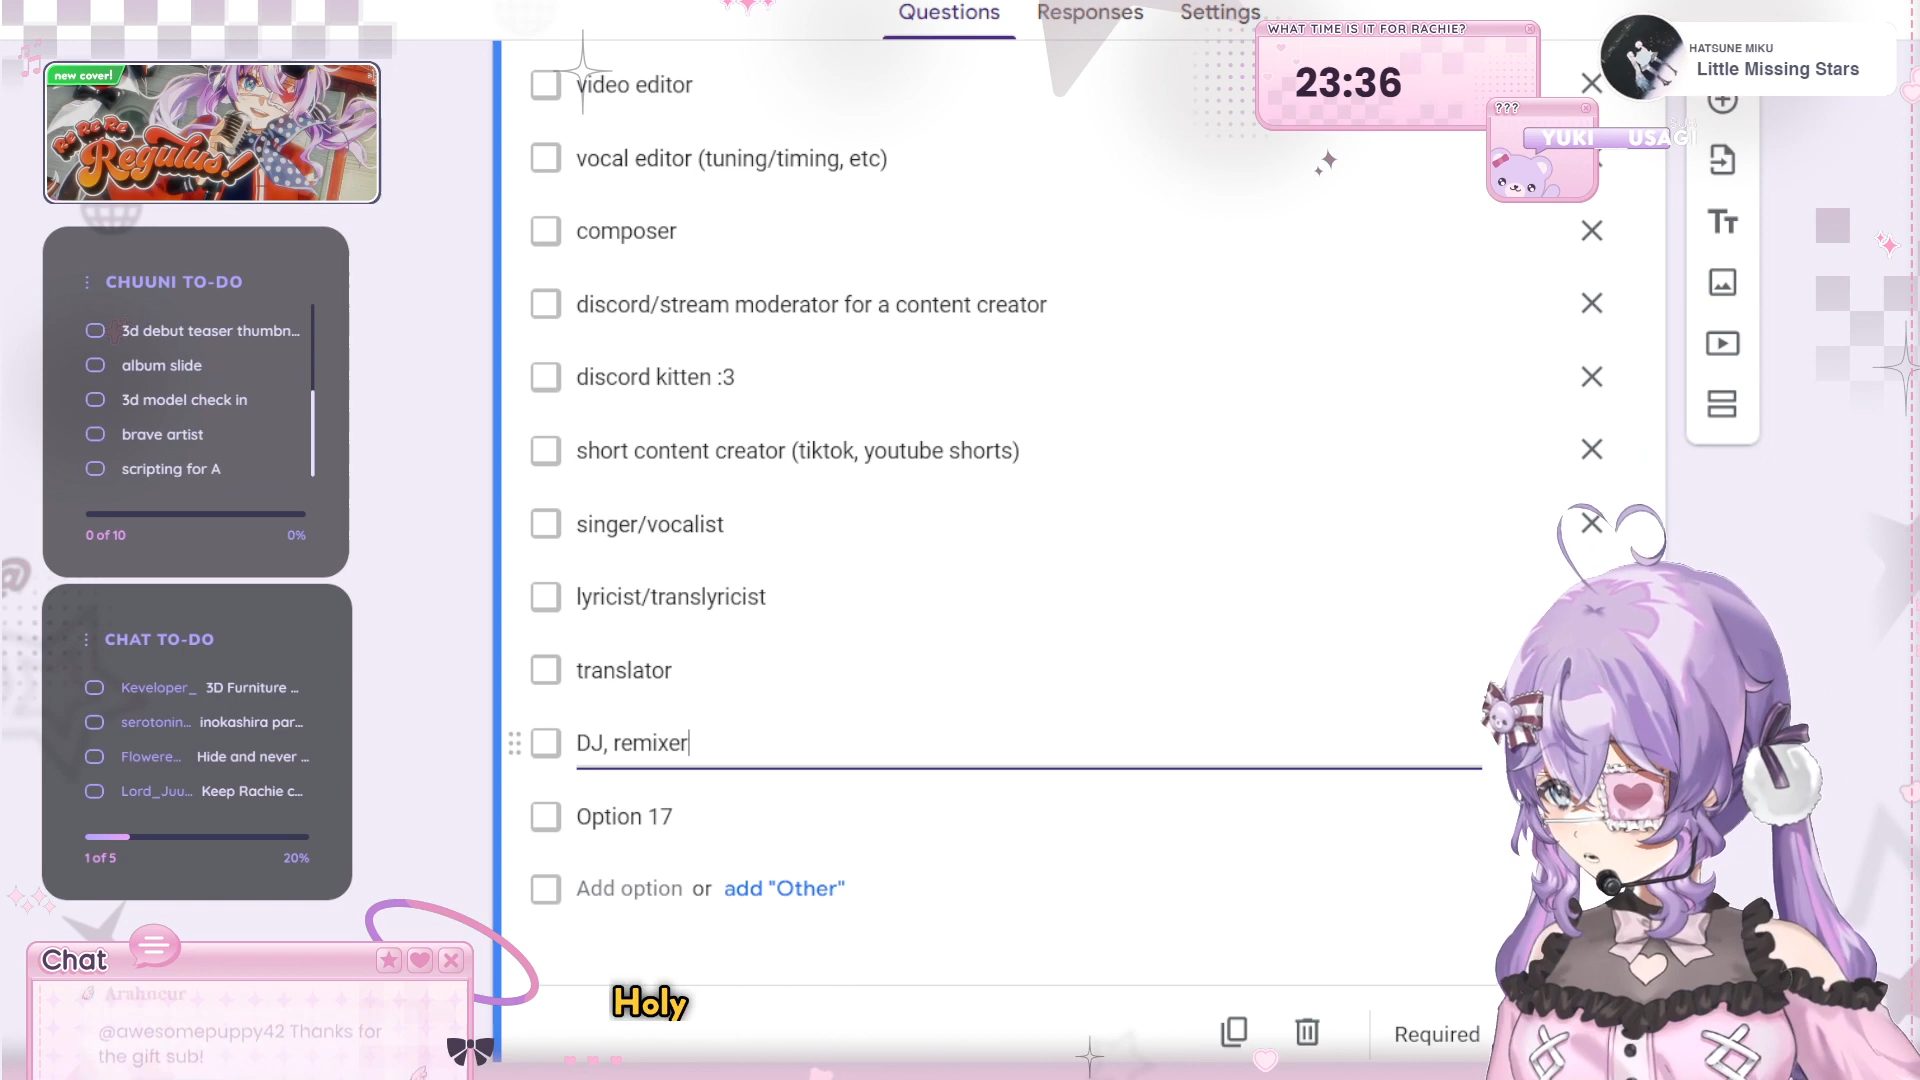 Questions
Responses
Settings
WHAT TIME IS IT FOR RACHIE?
23:36
HATSUNE MIKU
Little Missing Stars
???
YUKI USAGI
new cover!
Re Re Re
Regulus!
CHUUNI TO-DO
3d debut teaser thumbn...
album slide
3d model check in
brave artist
scripting for A
0 of 10
0%
CHAT TO-DO
Keveloper_ 3D Furniture ...
serotonin... inokashira par...
Flowere... Hide and never ...
Lord_Juu... Keep Rachie c...
1 of 5
20%
Chat
Arahncur
@awesomepuppy42 Thanks for
the gift sub!
video editor
vocal editor (tuning/timing, etc)
composer
discord/stream moderator for a content creator
discord kitten :3
short content creator (tiktok, youtube shorts)
singer/vocalist
lyricist/translyricist
translator
DJ, remixer
Option 17
Add option or add "Other"
Holy
Required